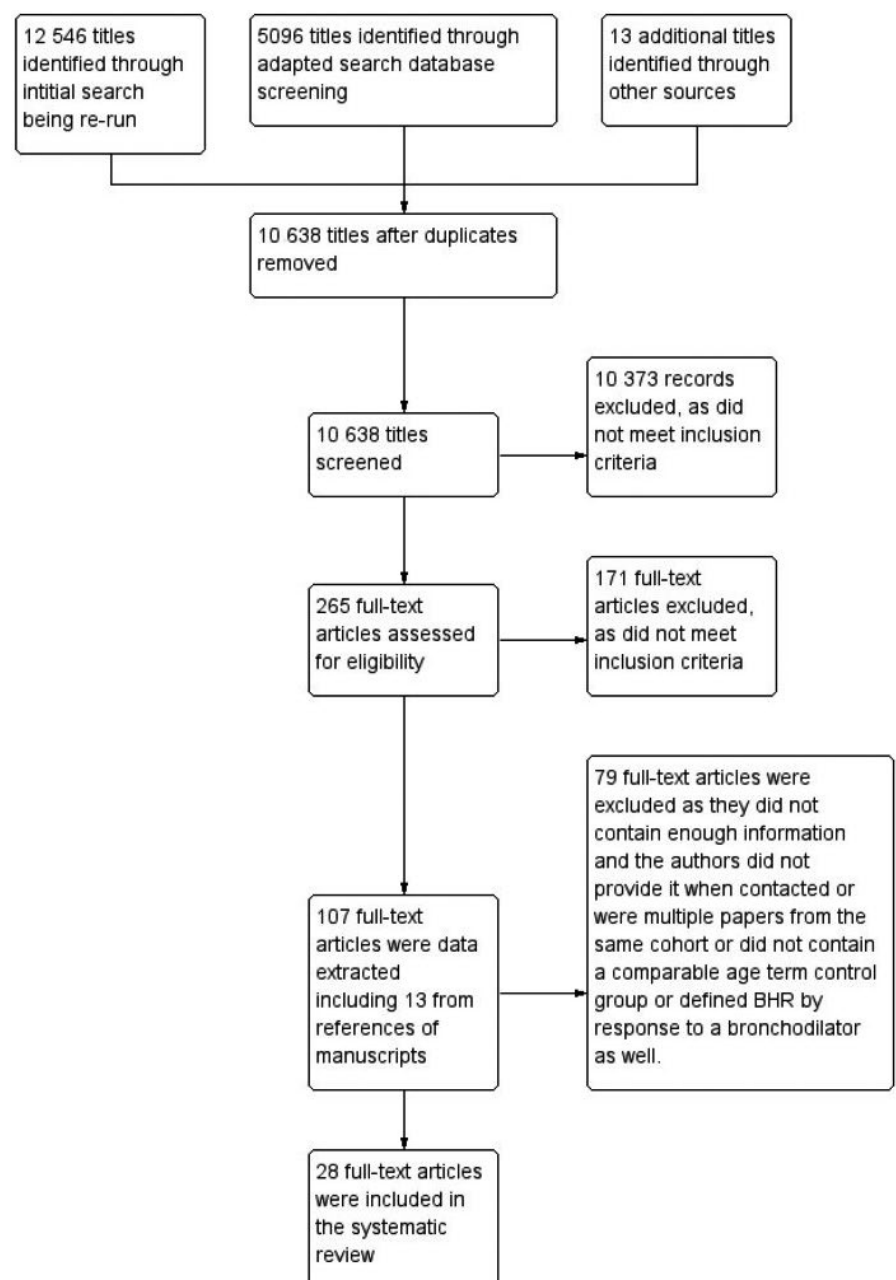 12 546 titles
identified through
intitial search
being re-run
5096 titles identified through
adapted search database
screening
13 additional titles
identified through
other sources
10 638 titles after duplicates
removed
10 638 titles
screened
10 373 records
excluded, as did
not meet inclusion
criteria
265 full-text
articles assessed
for eligibility
171 full-text
articles excluded,
as did not meet
inclusion criteria
107 full-text
articles were data
extracted
including 13 from
references of
manuscripts
79 full-text articles were
excluded as they did not
contain enough information
and the authors did not
provide it when contacted or
were multiple papers from the
same cohort or did not contain
a comparable age term control
group or defined BHR by
response to a bronchodilator
as well.
28 full-text articles
were included in
the systematic
review